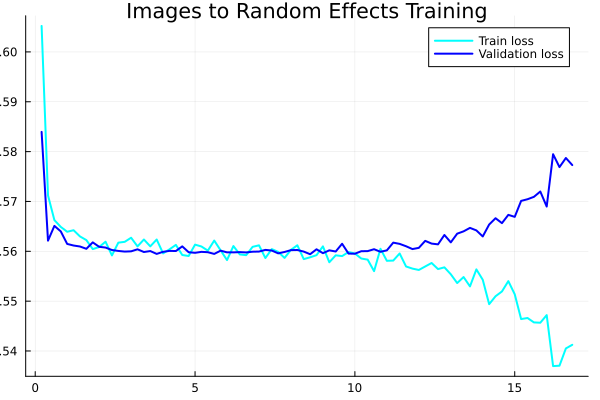 Images to Random Effects Training
Train loss
Validation loss
.60
.59
.58
.57
.56
.55
.54
0 5 10 15